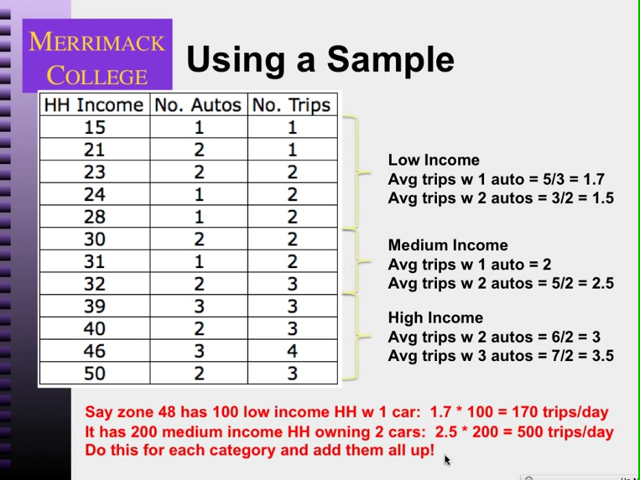 MERRIMACK
COLLEGE
Using a Sample
HH Income No. Autos No. Trips
15 1 1
21 2 1
23 2 2
24 1 2
28 1 2
30 2 2
31 1 2
32 2 3
39 3 3
40 2 3
46 3 4
50 2 3
Low Income
Avg trips w 1 auto = 5/3 = 1.7
Avg trips w 2 autos = 3/2 = 1.5
Medium Income
Avg trips w 1 auto = 2
Avg trips w 2 autos = 5/2 = 2.5
High Income
Avg trips w 2 autos = 6/2 = 3
Avg trips w 3 autos = 7/2 = 3.5
Say zone 48 has 100 low income HH w 1 car: 1.7 * 100 = 170 trips/day
It has 200 medium income HH owning 2 cars: 2.5 * 200 = 500 trips/day
Do this for each category and add them all up!